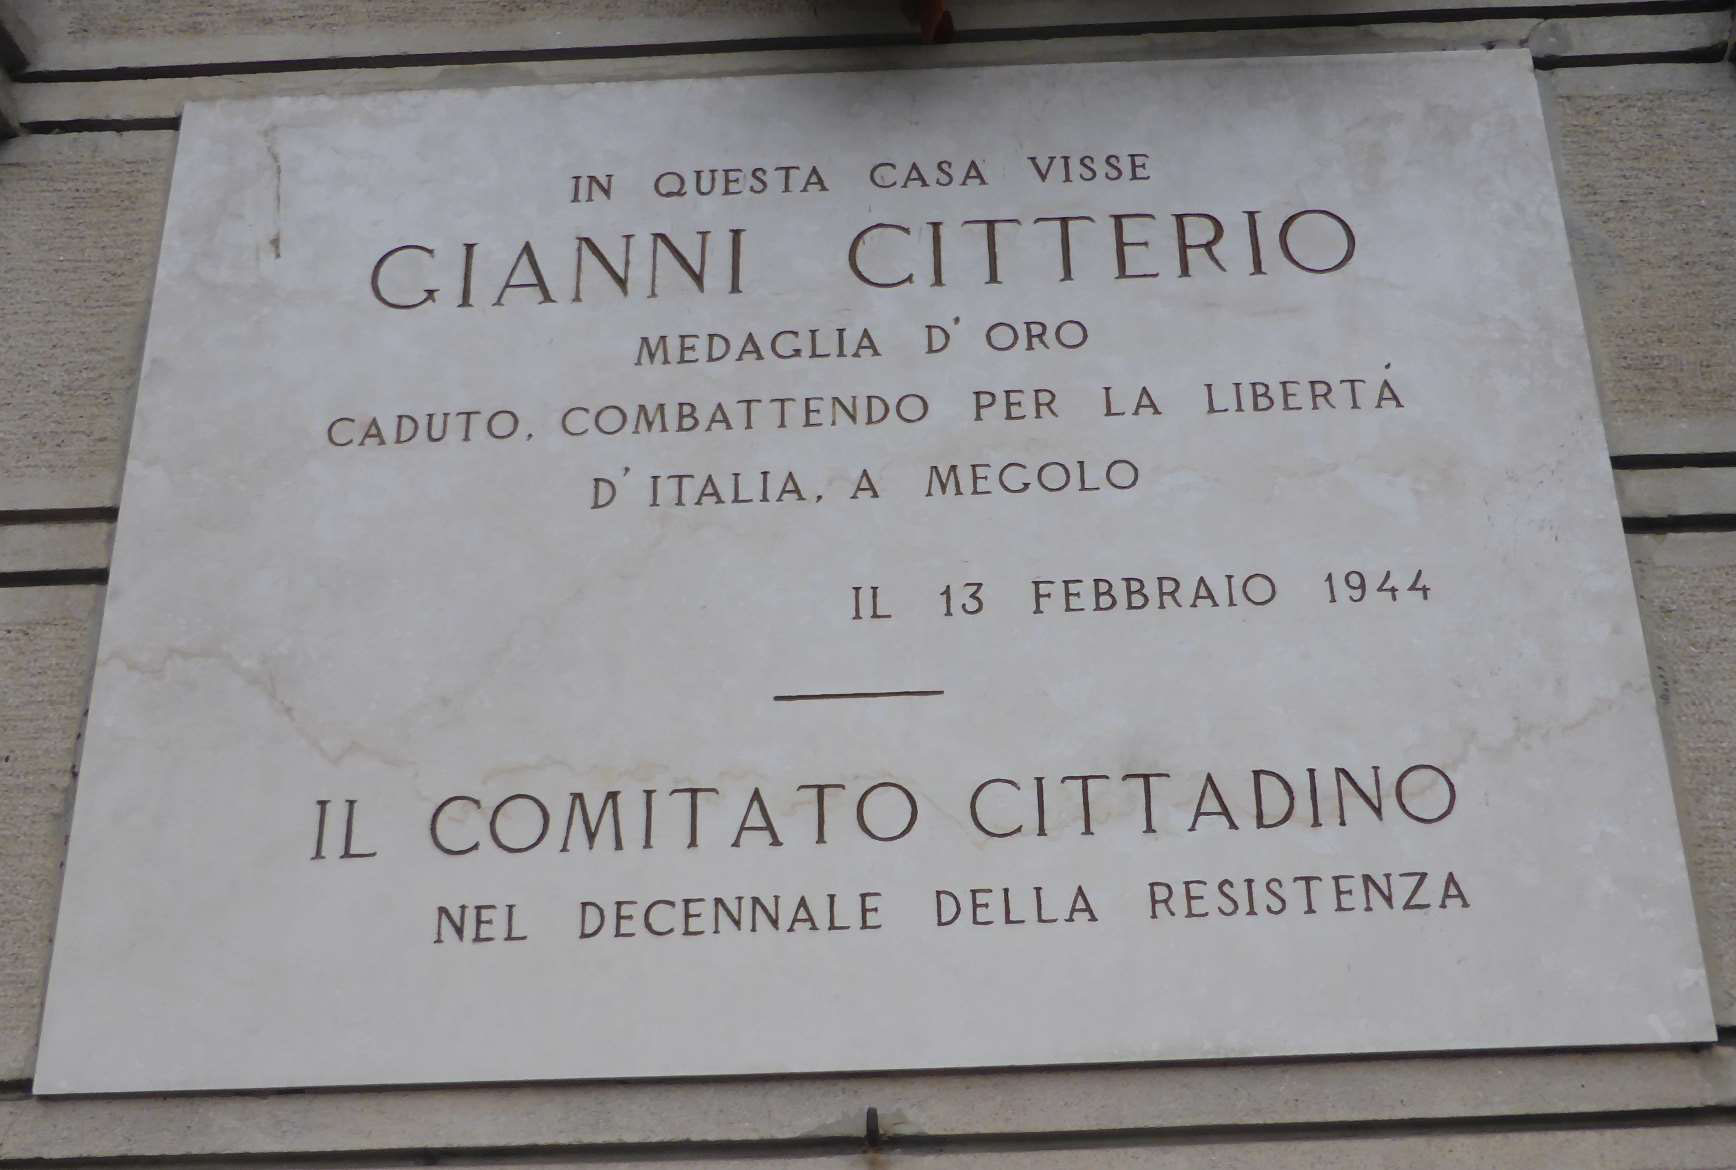 IN QUESTA CASA VISSE
GIANNI CITTERIO
MEDAGLIA D'ORO
CADUTO, COMBATTENDO PER LA LIBERTÁ
D'ITALIA, A MEGOLO
IL 13 FEBBRAIO 1944
IL COMITATO CITTADINO
NEL DECENNALE DELLA RESISTENZA